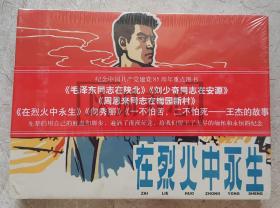 纪念中国共产党建党85周年重点图书
《毛泽东同志在陕北》《刘少奇同志在安源》
《周恩来同志在梅园新村》
《在烈火中永生》《向秀丽》《一不怕苦、二不怕死——王杰的故事》
在烈火中永生
ZAI LIE HUO ZHONG YONG SHENG